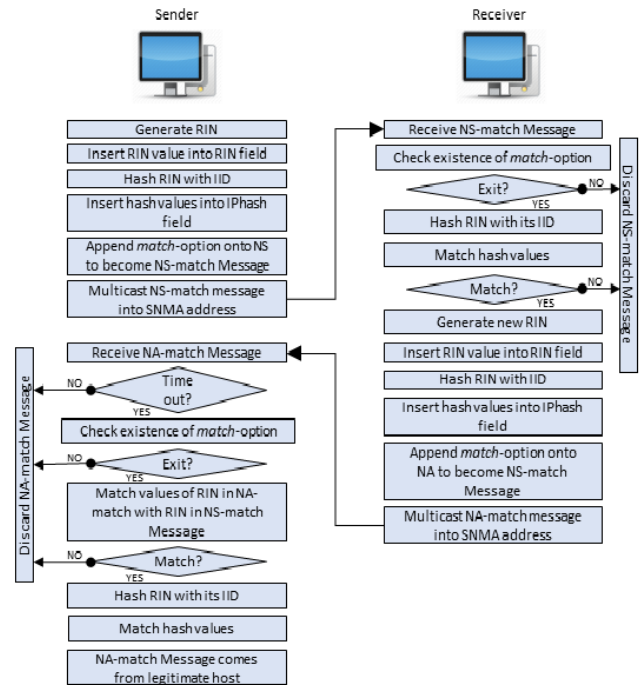 Sender
Generate RIN
Insert RIN value into RIN field
Hash RIN with IID
Insert hash values into IPhash
field
Append match-option onto NS
to become NS-match Message
Multicast NS-match message
into SNMA address
Receive NA-match Message
Time
out?
NO
YES
Check existence of match-option
Exit?
NO
YES
Match values of RIN in NA-
match with RIN in NS-match
Message
Match?
NO
YES
Hash RIN with its IID
Match hash values
NA-match Message comes
from legitimate host
Discard NA-match Message
Receiver
Receive NS-match Message
Check existence of match-option
Exit?
NO
YES
Hash RIN with its IID
Match hash values
Match?
NO
YES
Generate new RIN
Insert RIN value into RIN field
Hash RIN with IID
Insert hash values into IPhash
field
Append match-option onto
NA to become NS-match
Message
Multicast NA-match message
into SNMA address
Discard NS-match Message